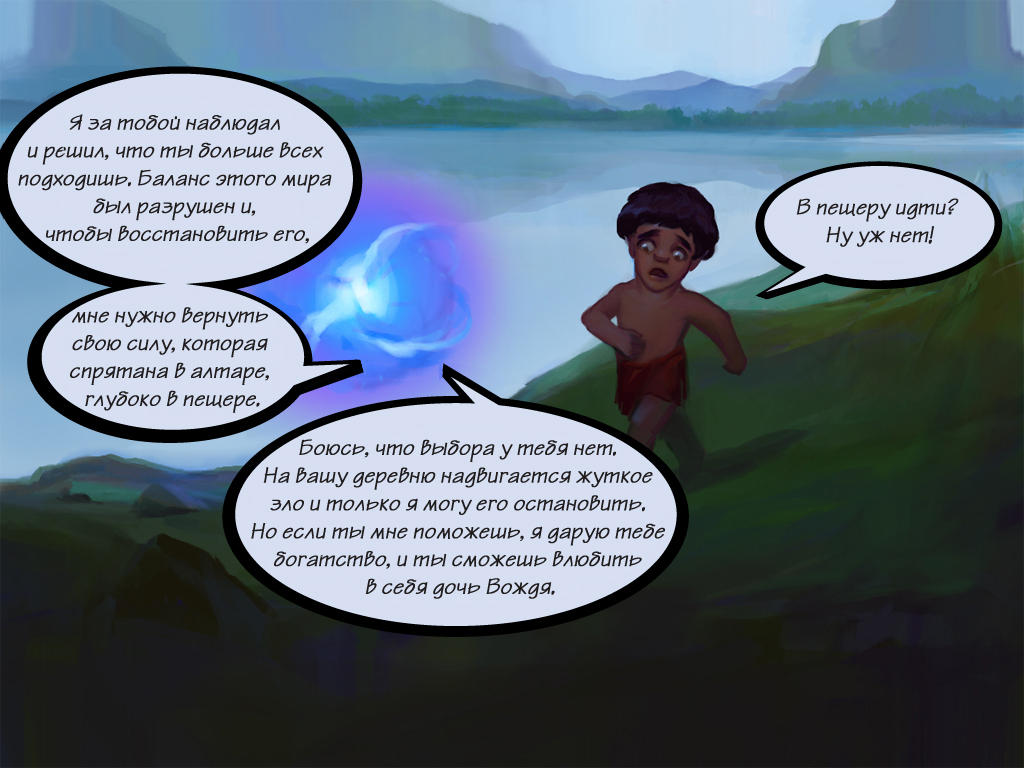 Я за тобой наблюдал
и решил, что ты больше всех
подходишь. Баланс этого мира
был разрушен и,
чтобы восстановить его,
мне нужно вернуть
свою силу, которая
спрятана в алтаре,
глубоко в пещере.
В пещеру идти?
Ну уж нет!
Боюсь, что выбора у тебя нет.
На вашу деревню надвигается жуткое
зло и только я могу его остановить.
Но если ты мне поможешь, я дарую тебе
богатство, и ты сможешь влюбить
в себя дочь Вождя.